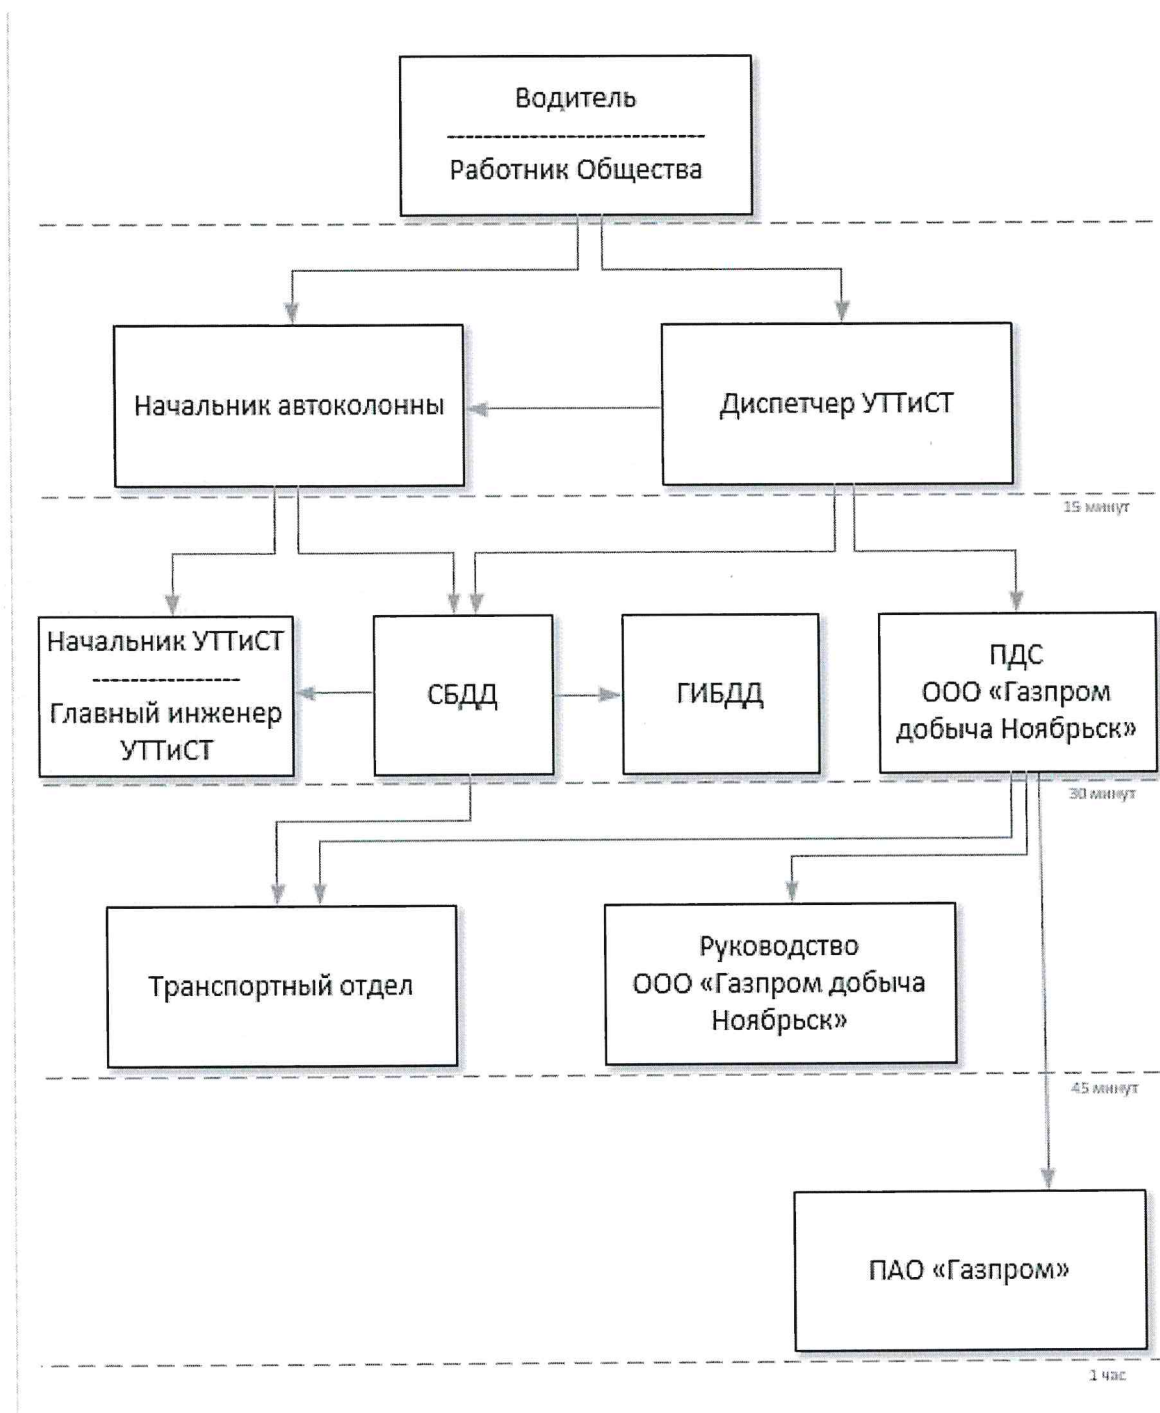 Водитель
----------------------------
Работник Общества
Начальник автоколонны
Диспетчер УТТиСТ
15 минут
Начальник УТТиСТ
----------------
Главный инженер
УТТиСТ
СБДД
ГИБДД
ПДС
ООО «Газпром
добыча Ноябрьск»
30 минут
Транспортный отдел
Руководство
ООО «Газпром добыча
Ноябрьск»
45 минут
ПАО «Газпром»
1 час